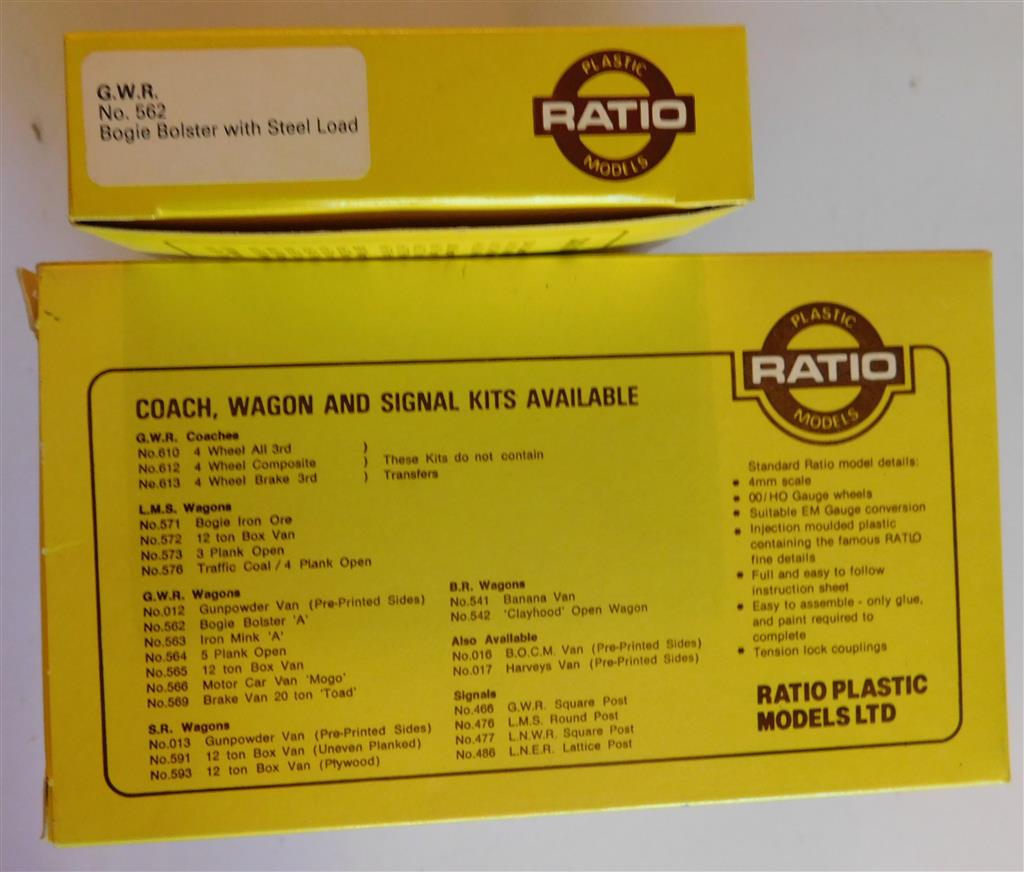 G.W.R.
No. 562
Bogie Bolster with Steel Load
PLASTIC
RATIO
MODELS
PLASTIC
RATIO
MODELS
COACH, WAGON AND SIGNAL KITS AVAILABLE
G.W.R. Coaches
No.610 4 Wheel All 3rd )
No.612 4 Wheel Composite ) These Kits do not contain
No.613 4 Wheel Brake 3rd ) Transfers
L.M.S. Wagons
No.571 Bogie Iron Ore
No.572 12 ton Box Van
No.573 3 Plank Open
No.576 Traffic Coal/4 Plank Open
G.W.R. Wagons
No.012 Gunpowder Van (Pre-Printed Sides)
No.562 Bogie Bolster 'A'
No.563 Iron Mink 'A'
No.564 5 Plank Open
No.565 12 ton Box Van
No.566 Motor Car Van 'Mogo'
No.569 Brake Van 20 ton 'Toad'
S.R. Wagons
No.013 Gunpowder Van (Pre-Printed Sides)
No.591 12 ton Box Van (Uneven Planked)
No.593 12 ton Box Van (Plywood)
B.R. Wagons
No.541 Banana Van
No.542 'Clayhood' Open Wagon
Also Available
No.016 B.O.C.M. Van (Pre-Printed Sides)
No.017 Harveys Van (Pre-Printed Sides)
Signals
No.466 G.W.R. Square Post
No.476 L.M.S. Round Post
No.477 L.N.W.R. Square Post
No.486 L.N.E.R. Lattice Post
Standard Ratio model details:
* 4mm scale
* 00/HO Gauge wheels
* Suitable EM Gauge conversion
* Injection moulded plastic
containing the famous RATIO
fine details
* Full and easy to follow
instruction sheet
* Easy to assemble - only glue,
and paint required to
complete
* Tension lock couplings
RATIO PLASTIC
MODELS LTD